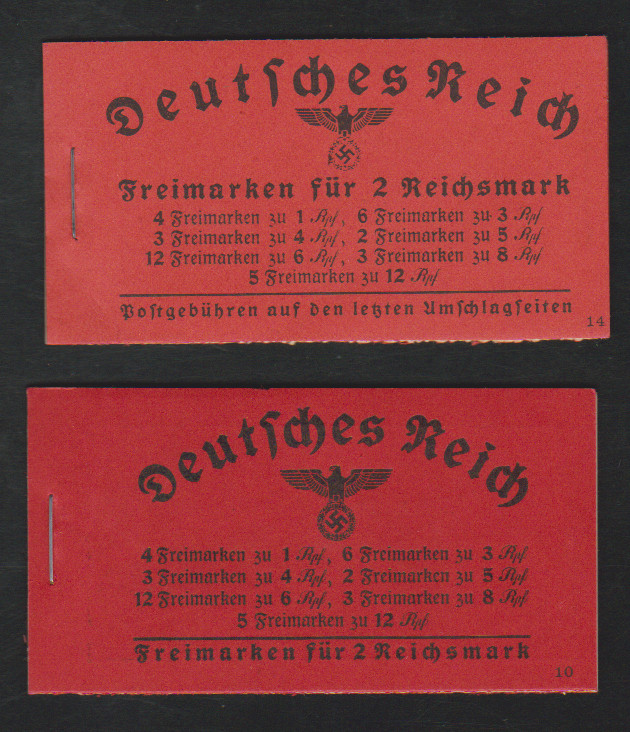 Deutſches Reich
Freimarken für 2 Reichsmark
4 Freimarken zu 1 Rpf, 6 Freimarken zu 3 Rpf
3 Freimarken zu 4 Rpf, 2 Freimarken zu 5 Rpf
12 Freimarken zu 6 Rpf, 3 Freimarken zu 8 Rpf
5 Freimarken zu 12 Rpf
Poſtgebühren auf den letzten Umſchlagſeiten
14
Deutſches Reich
4 Freimarken zu 1 Rpf, 6 Freimarken zu 3 Rpf
3 Freimarken zu 4 Rpf, 2 Freimarken zu 5 Rpf
12 Freimarken zu 6 Rpf, 3 Freimarken zu 8 Rpf
5 Freimarken zu 12 Rpf
Freimarken für 2 Reichsmark
10